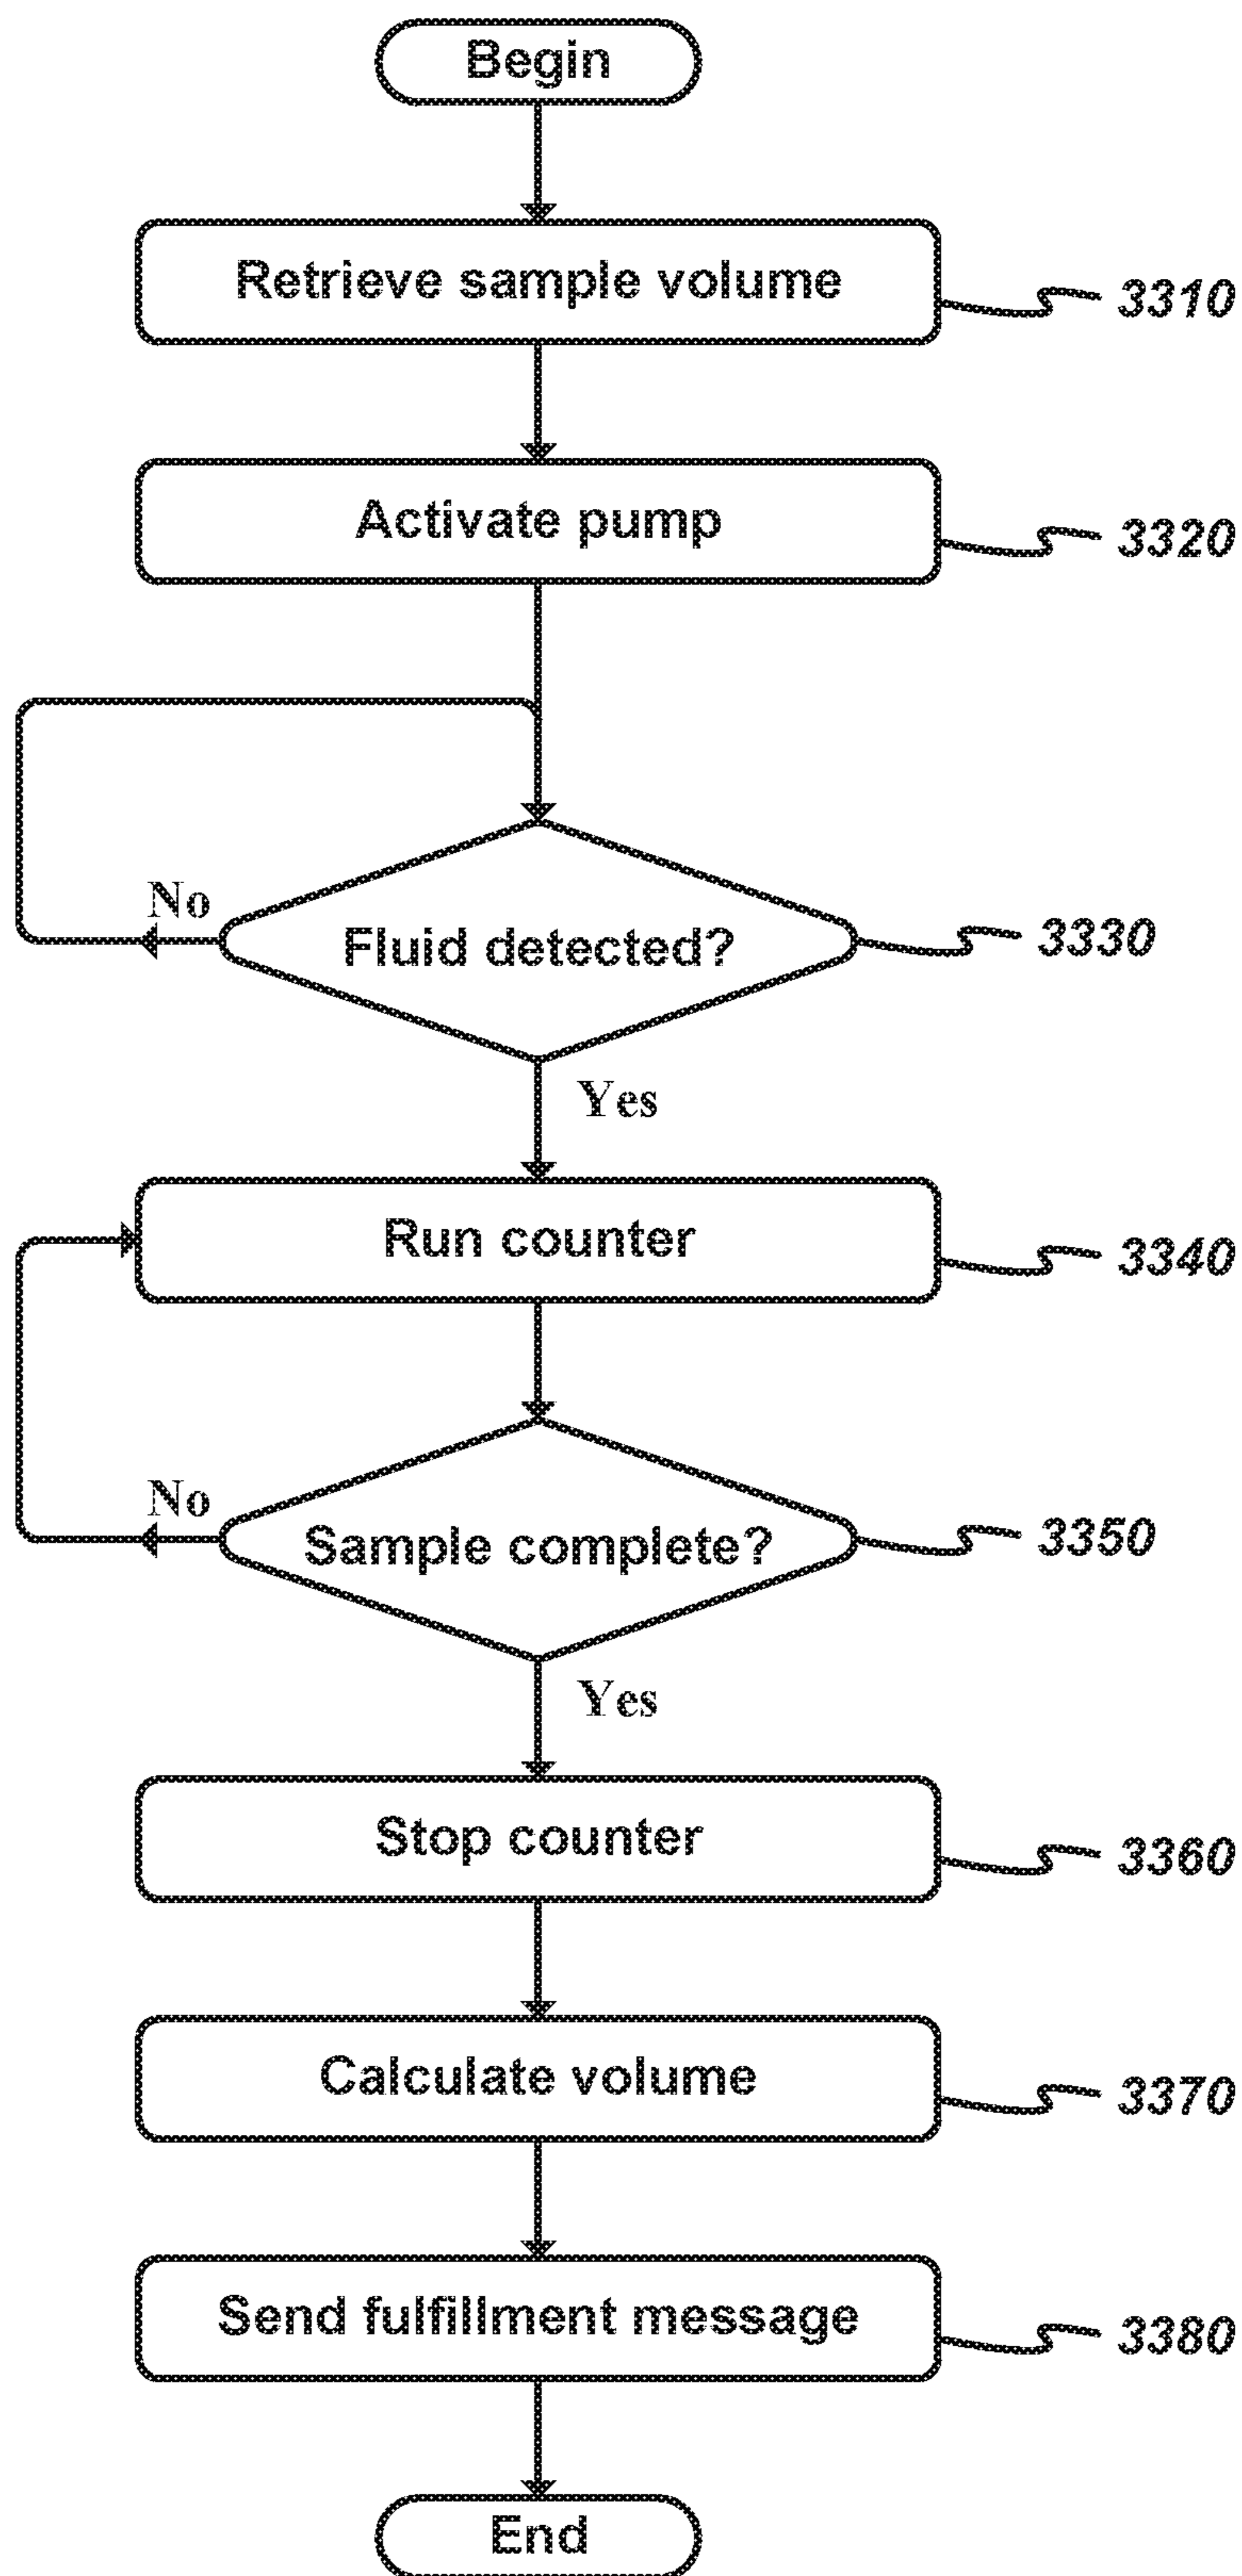 Begin
Retrieve sample volume
3310
Activate pump
3320
No
Fluid detected?
3330
Yes
Run counter
3340
No
Sample complete?
3350
Yes
Stop counter
3360
Calculate volume
3370
Send fulfillment message
3380
End